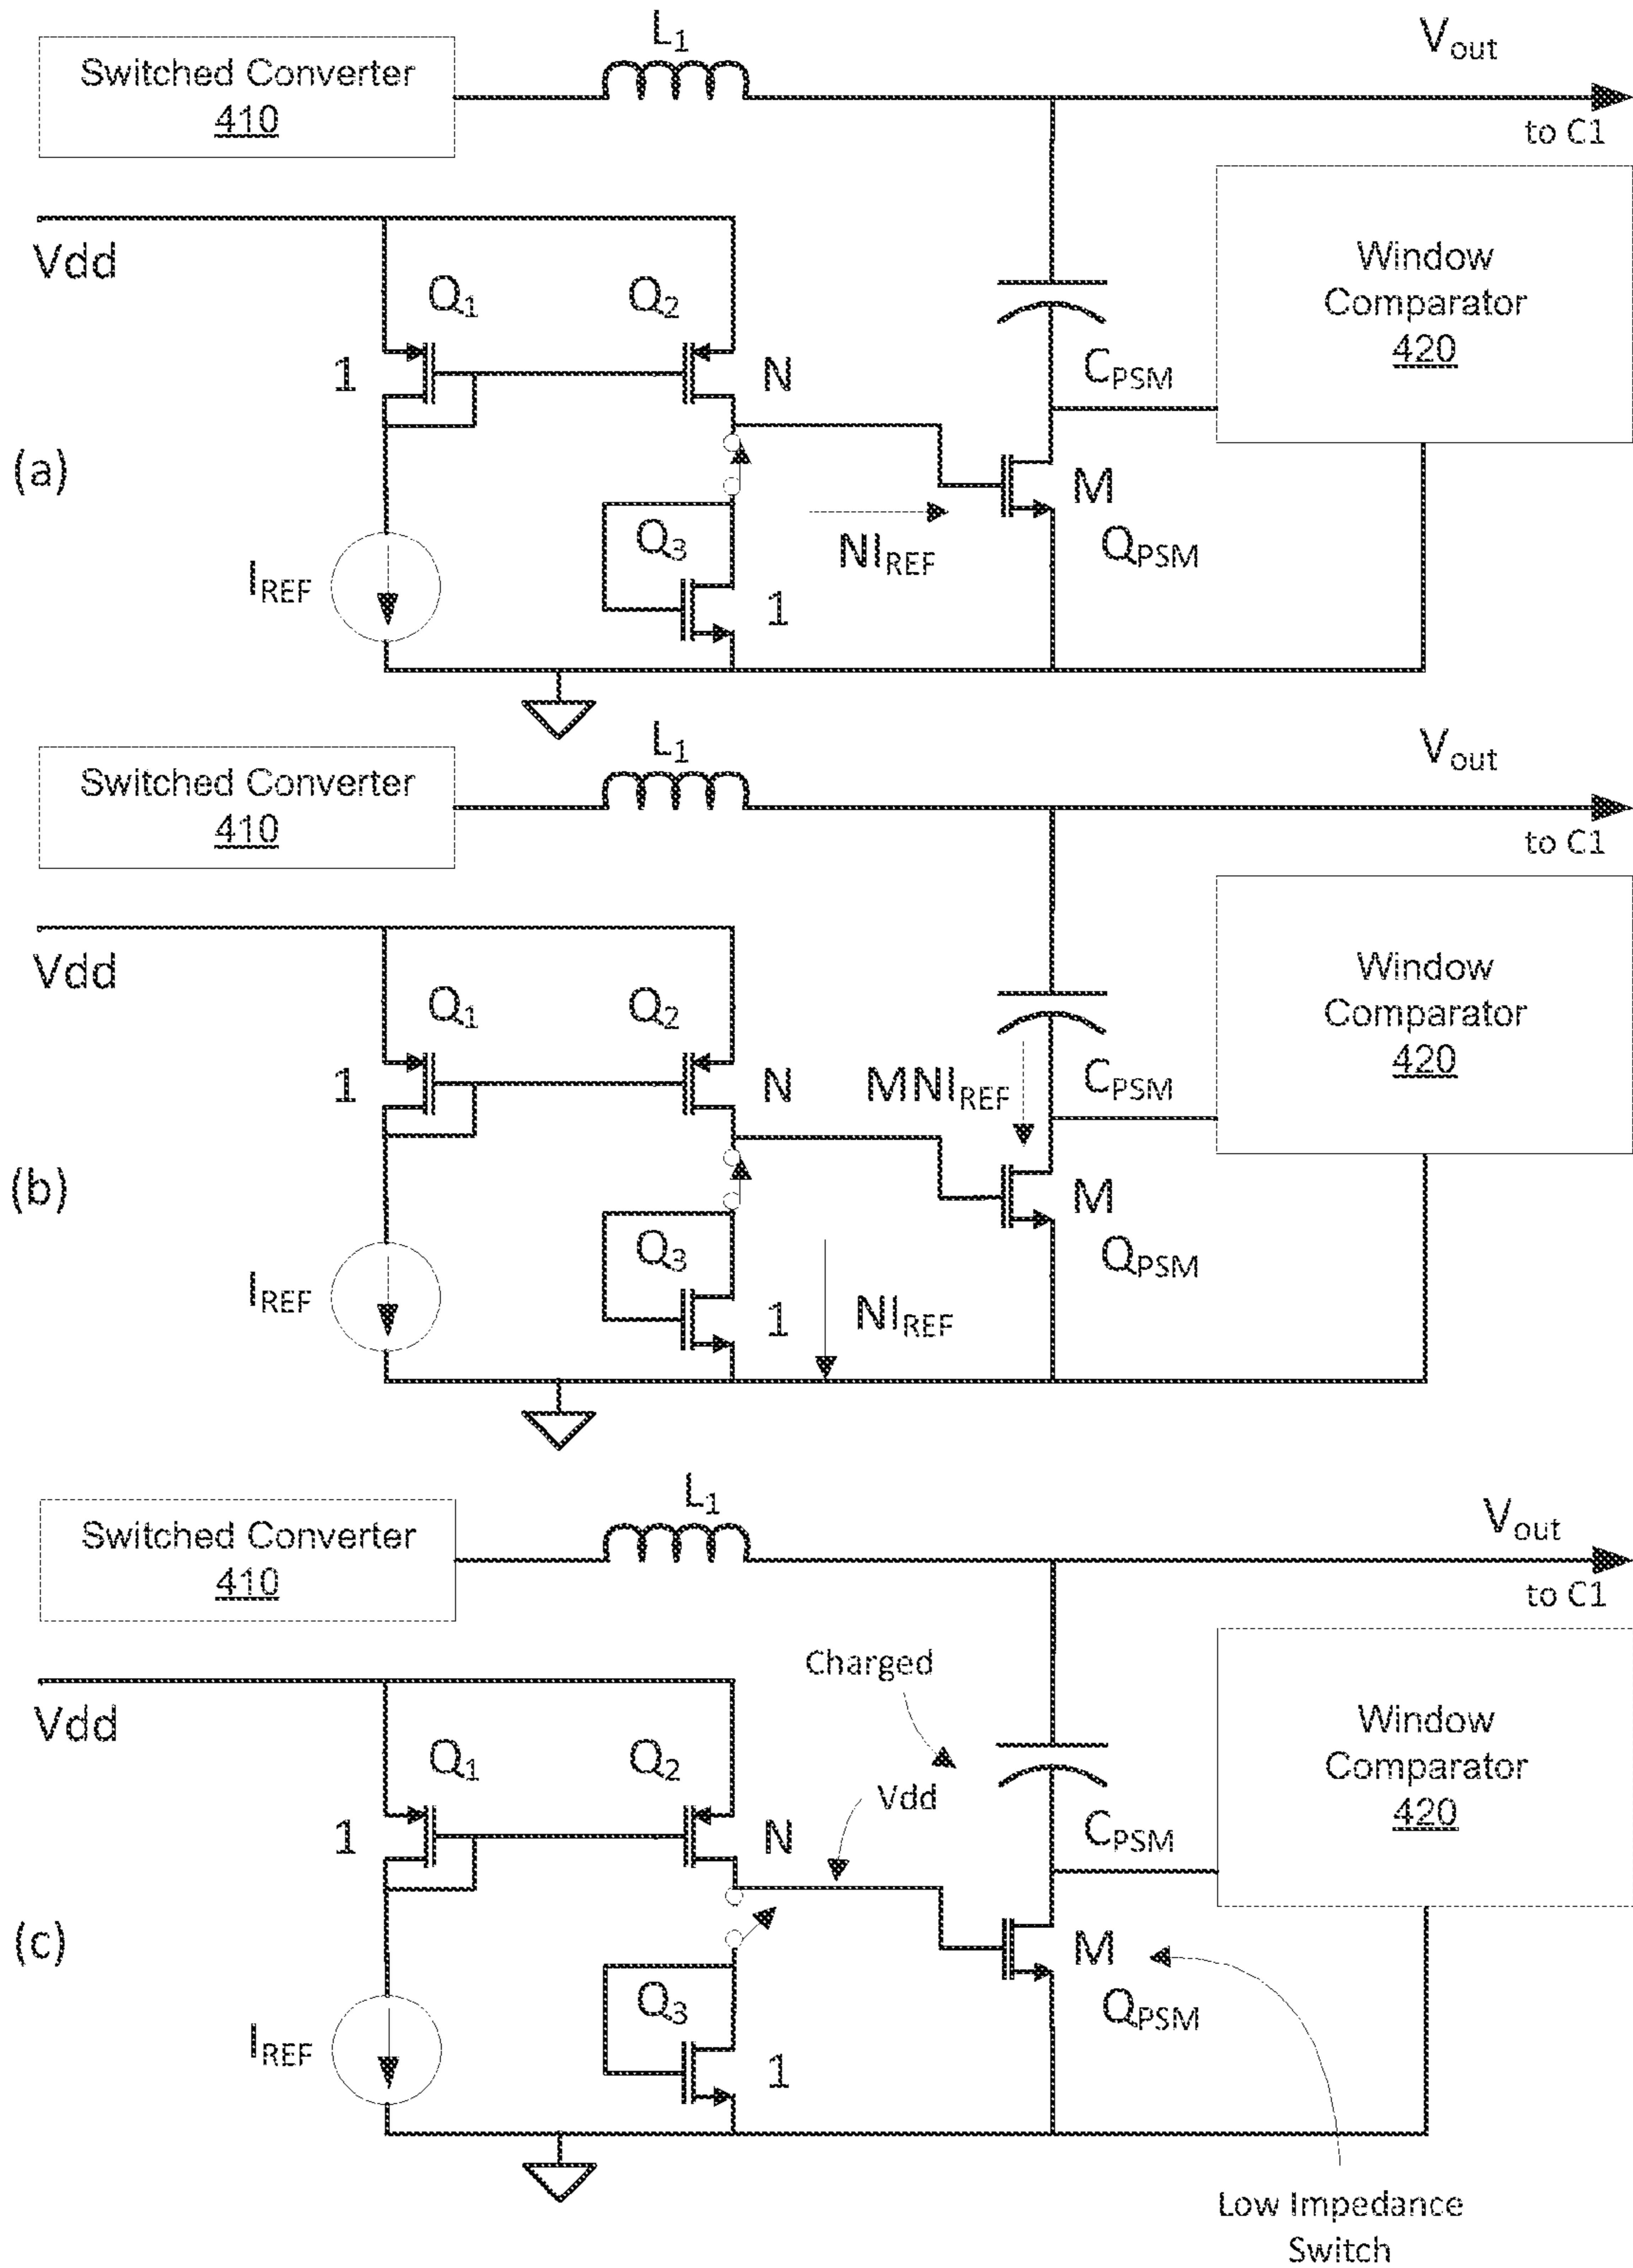 L1
Vout
Switched Converter
410
to C1
Vdd
Q1
Q2
Window
Comparator
420
1
N
CPSM
(a)
M
QPSM
Q3
NIREF
IREF
1
L1
Vout
Switched Converter
410
to C1
Vdd
Q1
Q2
Window
Comparator
420
1
N
MNIREF
CPSM
(b)
M
QPSM
Q3
IREF
1
NIREF
L1
Vout
Switched Converter
410
to C1
Charged
Vdd
Q1
Q2
Vdd
Window
Comparator
420
1
N
CPSM
(c)
M
QPSM
Q3
IREF
1
Low Impedance
Switch